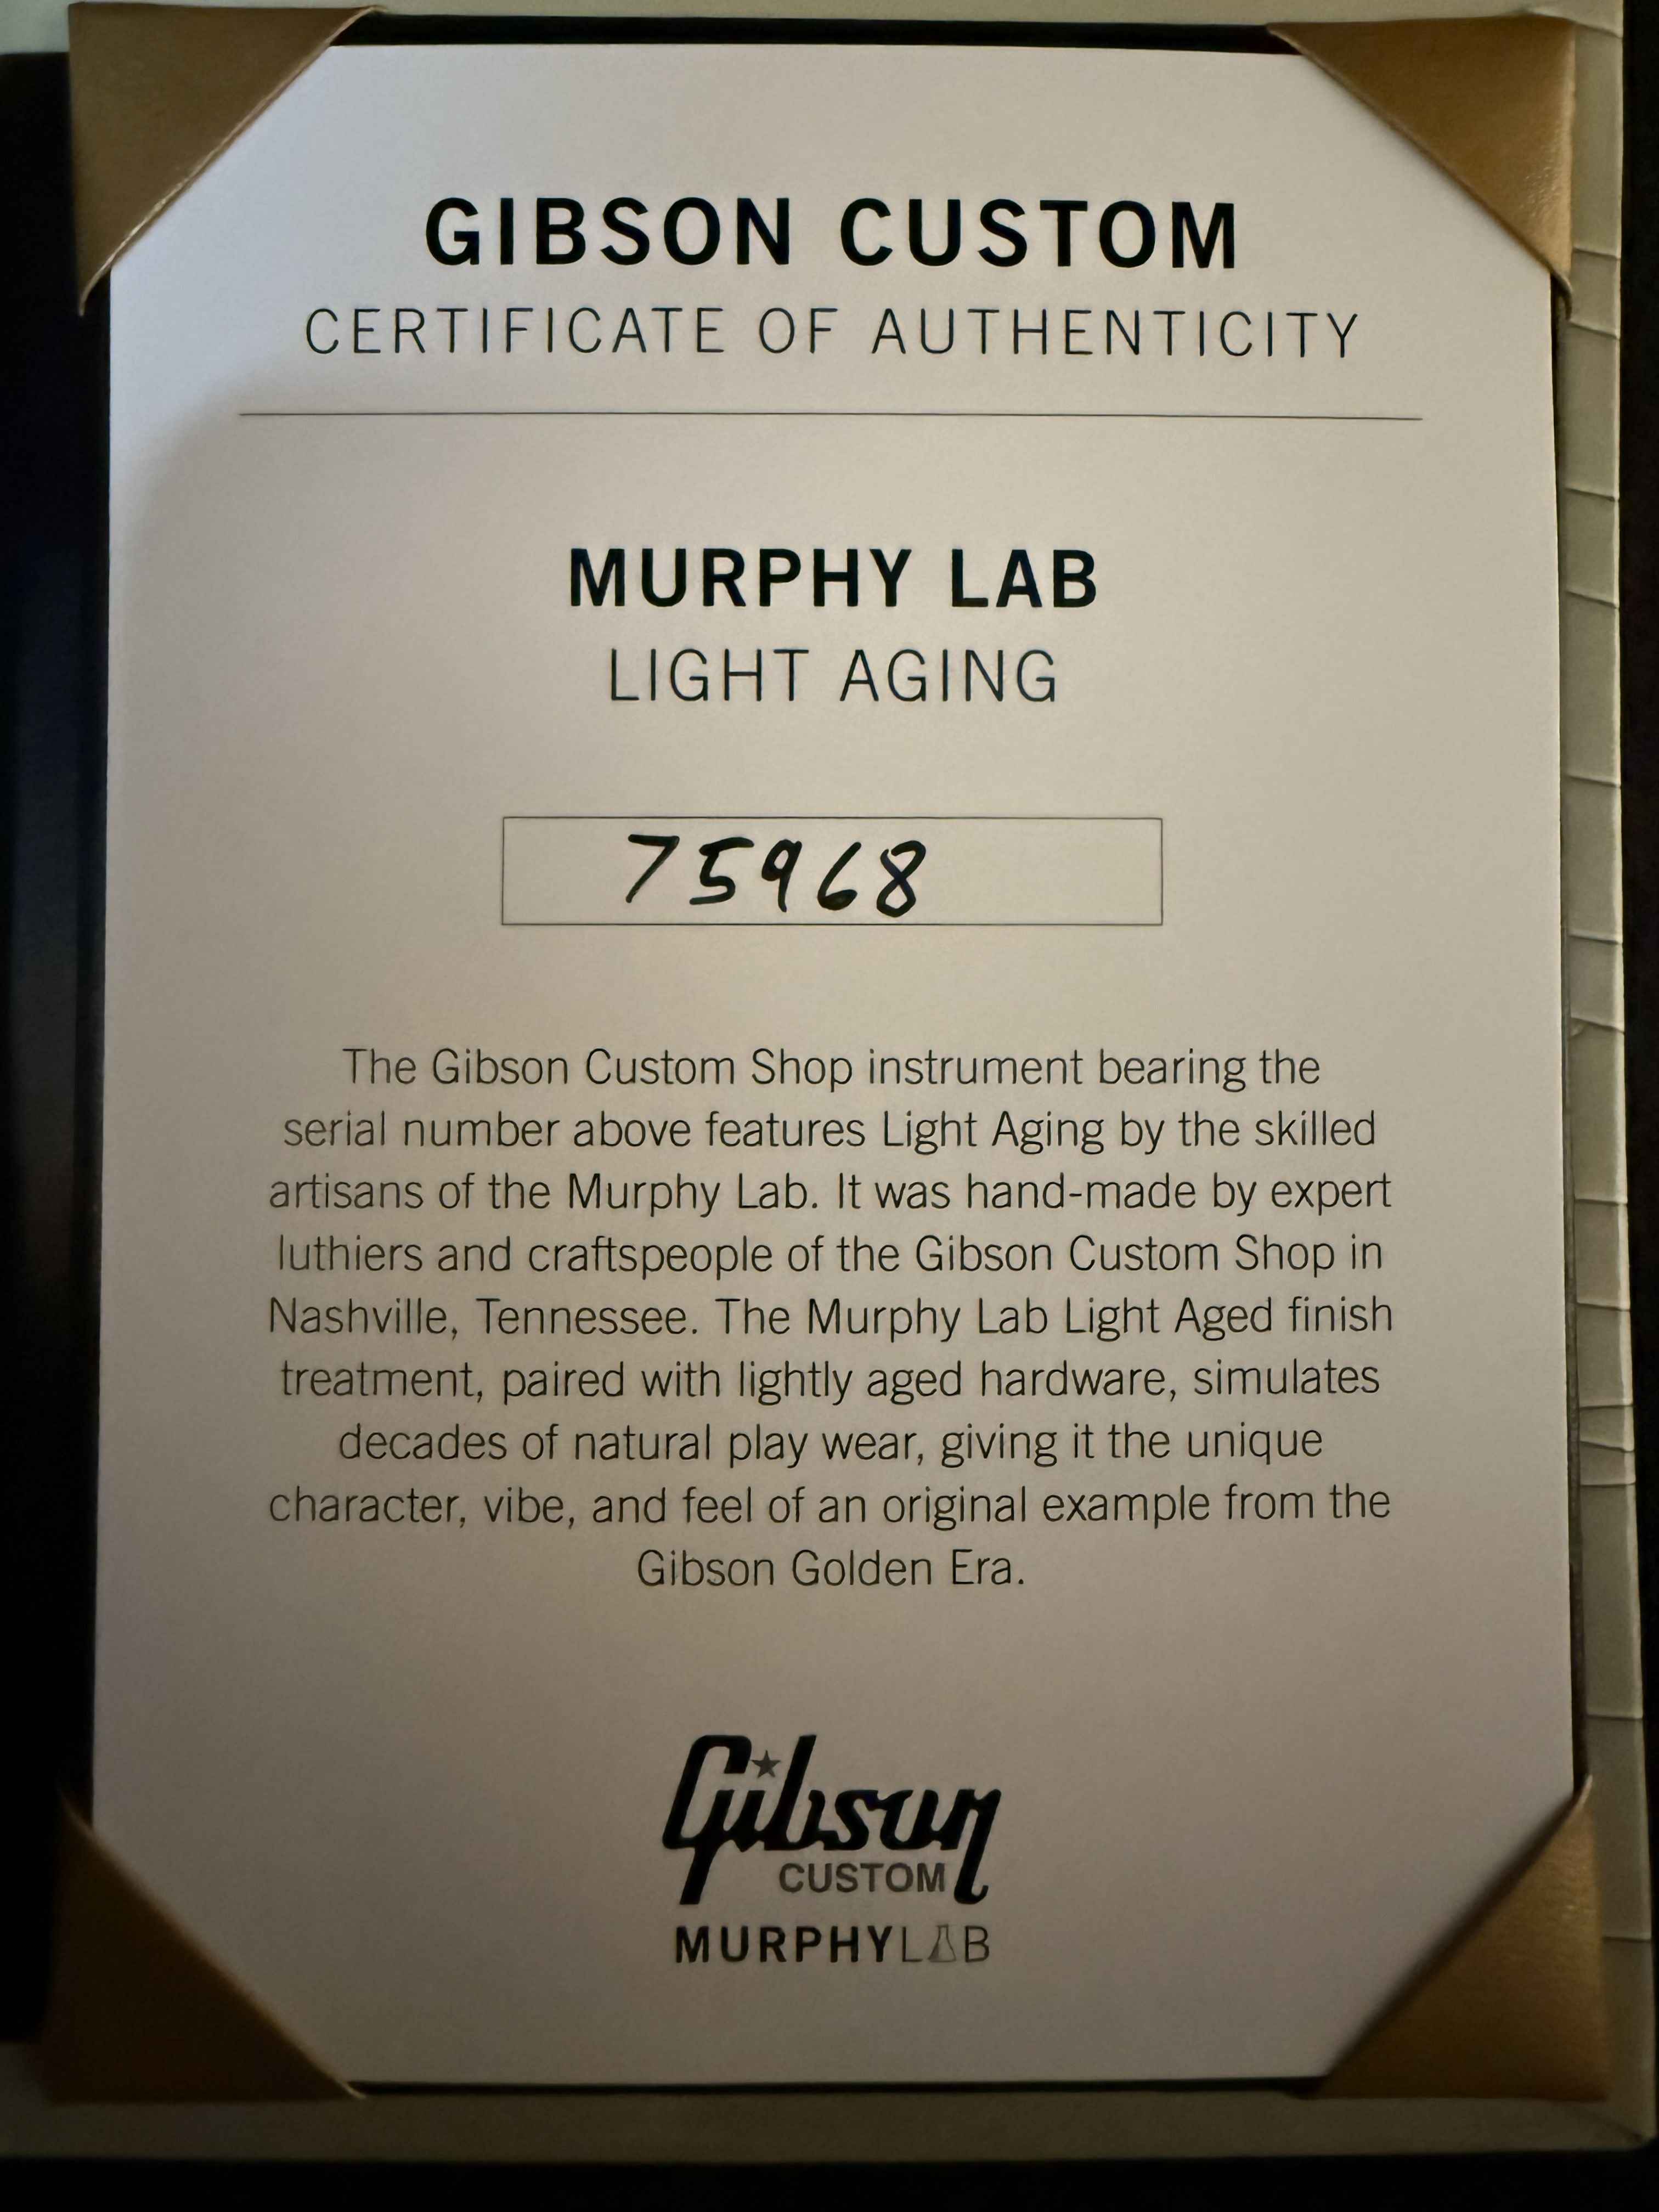 GIBSON CUSTOM
CERTIFICATE OF AUTHENTICITY
MURPHY LAB
LIGHT AGING
75968
The Gibson Custom Shop instrument bearing the
serial number above features Light Aging by the skilled
artisans of the Murphy Lab. It was hand-made by expert
luthiers and craftspeople of the Gibson Custom Shop in
Nashville, Tennessee. The Murphy Lab Light Aged finish
treatment, paired with lightly aged hardware, simulates
decades of natural play wear, giving it the unique
character, vibe, and feel of an original example from the
Gibson Golden Era.
Gibson
CUSTOM
MURPHYLAB